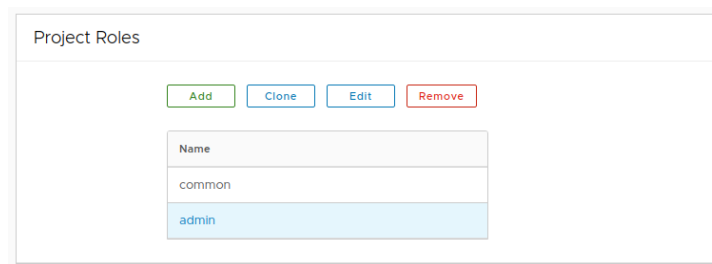 Project Roles
Add Clone Edit Remove
Name
common
admin